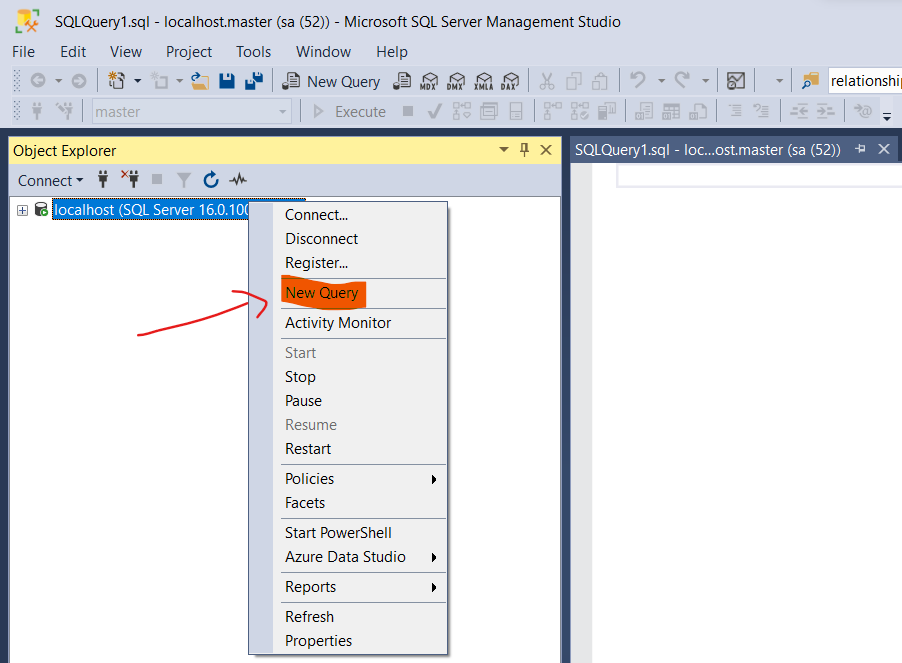 SQLQuery1.sql - localhost.master (sa (52)) - Microsoft SQL Server Management Studio
File Edit View Project Tools Window Help
New Query MDX DMX XMLA DAX relationship
master Execute
Object Explorer
SQLQuery1.sql - loc...ost.master (sa (52))
Connect
localhost (SQL Server 16.0.100
Connect...
Disconnect
Register...
New Query
Activity Monitor
Start
Stop
Pause
Resume
Restart
Policies
Facets
Start PowerShell
Azure Data Studio
Reports
Refresh
Properties